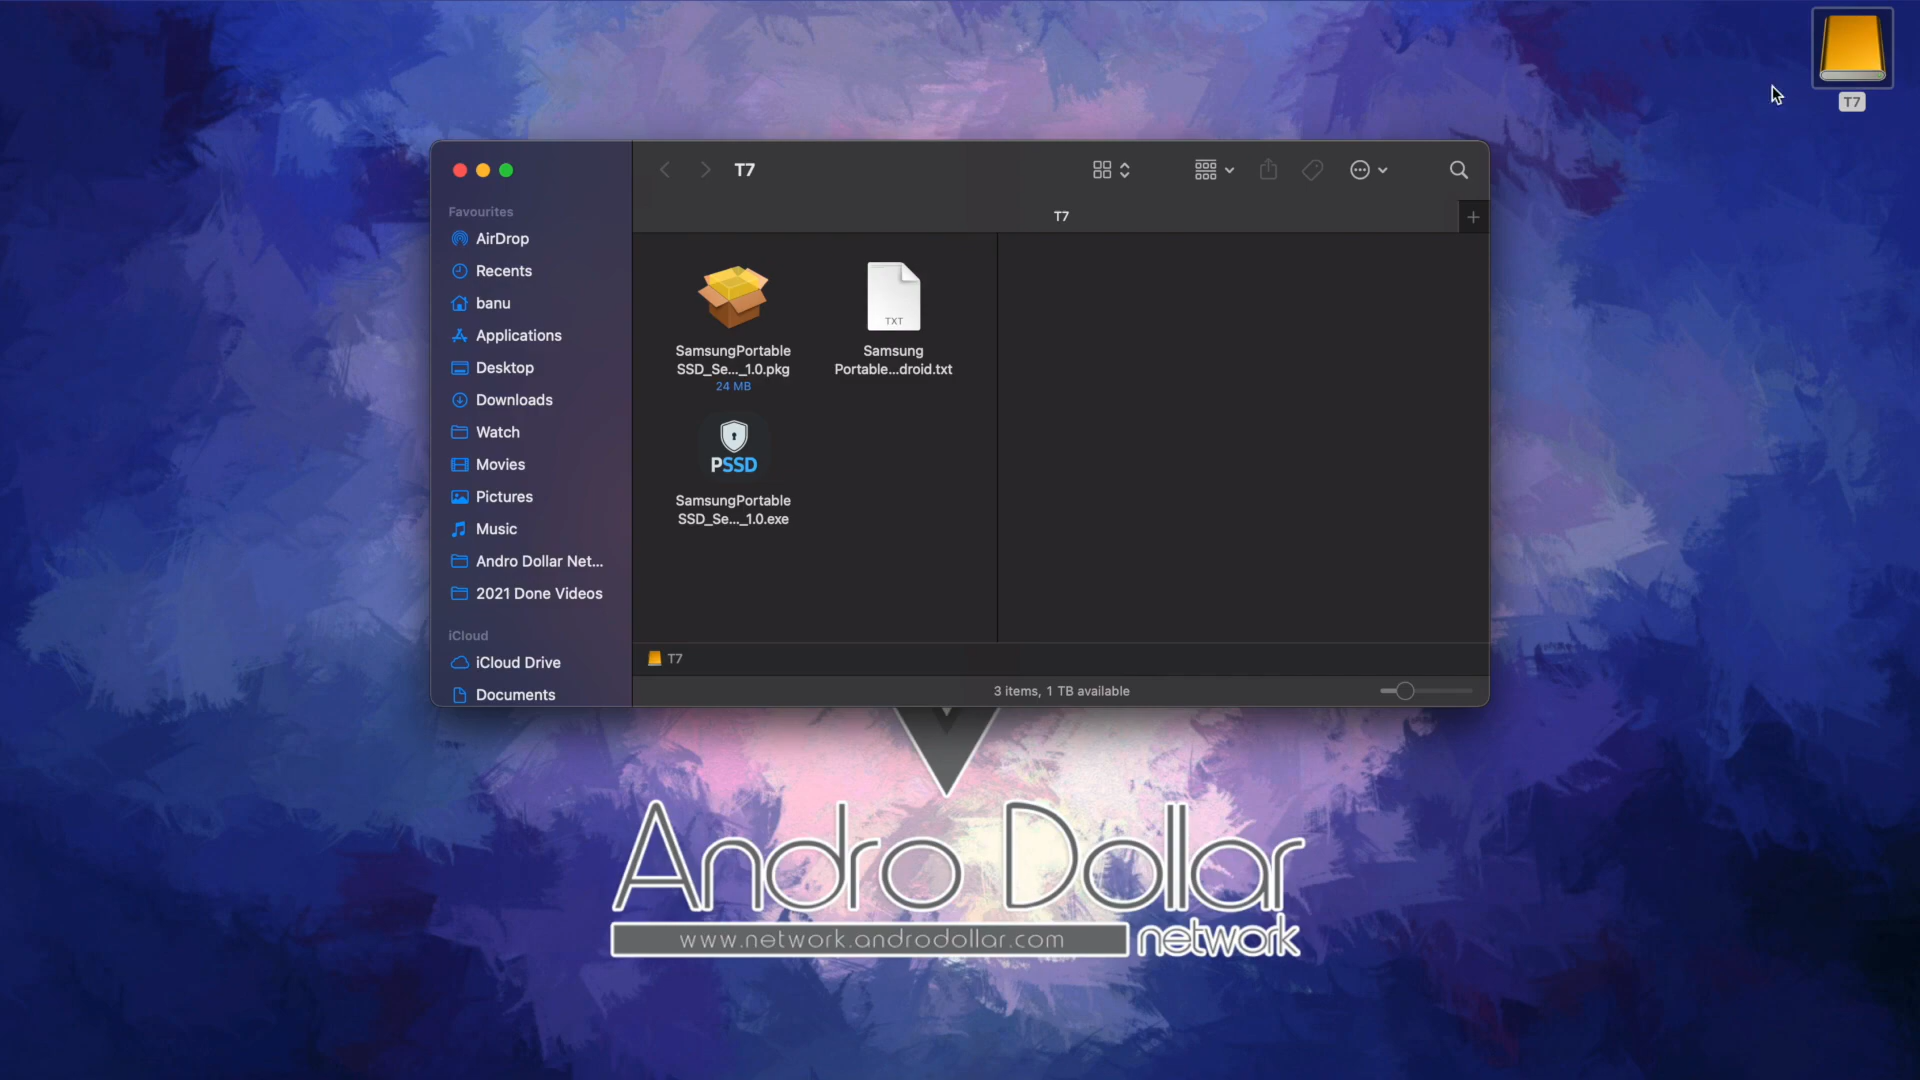 T7
T7
T7
Favourites
AirDrop
Recents
banu
Applications
Desktop
Downloads
Watch
Movies
Pictures
Music
Andro Dollar Net...
2021 Done Videos
iCloud
iCloud Drive
Documents
SamsungPortable
SSD_Se..._1.0.pkg
24 MB
TXT
Samsung
Portable...droid.txt
PSSD
SamsungPortable
SSD_Se..._1.0.exe
T7
3 items, 1 TB available
Andro Dollar
www.network.androdollar.com
network